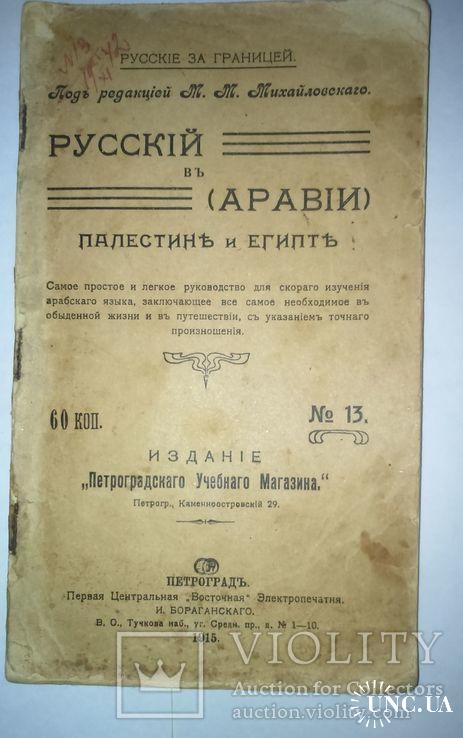 № 13
РУССКІЕ ЗА ГРАНИЦЕЙ.
Подъ редакціей М. М. Михайловскаго.
РУССКІЙ
ВЪ
(АРАВІИ)
ПАЛЕСТИНѢ И ЕГИПТѢ
Самое простое и легкое руководство для скораго изученія
арабскаго языка, заключающее все самое необходимое въ
обыденной жизни и въ путешествіи, съ указаніемъ точнаго
произношенія.
60 КОП.
№ 13.
ИЗДАНІЕ
„Петроградскаго Учебнаго Магазина."
Петрогр., Каменноостровскій 29.
ПЕТРОГРАДЪ.
Первая Центральная „Восточная" Электропечатня.
И. БОРАГАНСКАГО.
В. О., Тучкова наб., уг. Средн. пр., д. № 1—10.
1915.
VIOLITY
Auction for Collectors
auction.violity.com
UNC.UA